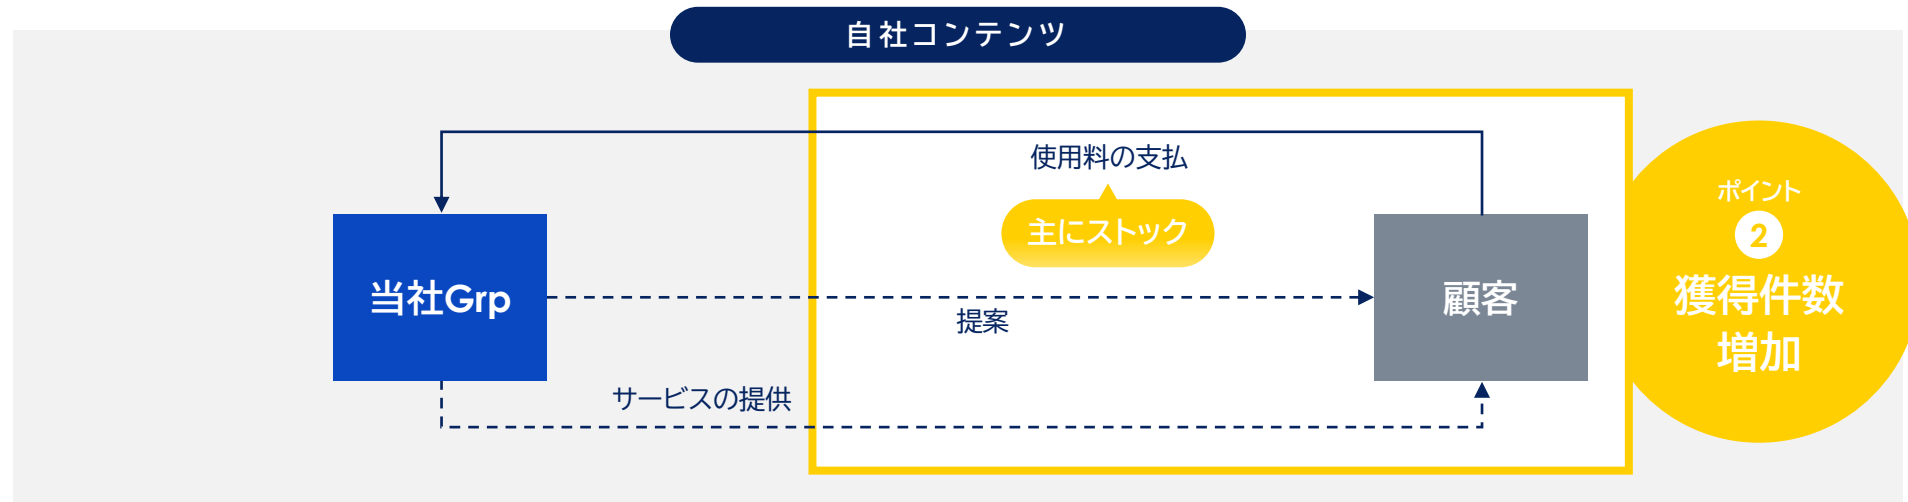 自社コンテンツ
使用料の支払
主にストック
当社Grp
提案
顧客
サービスの提供
ポイント
2
獲得件数
増加